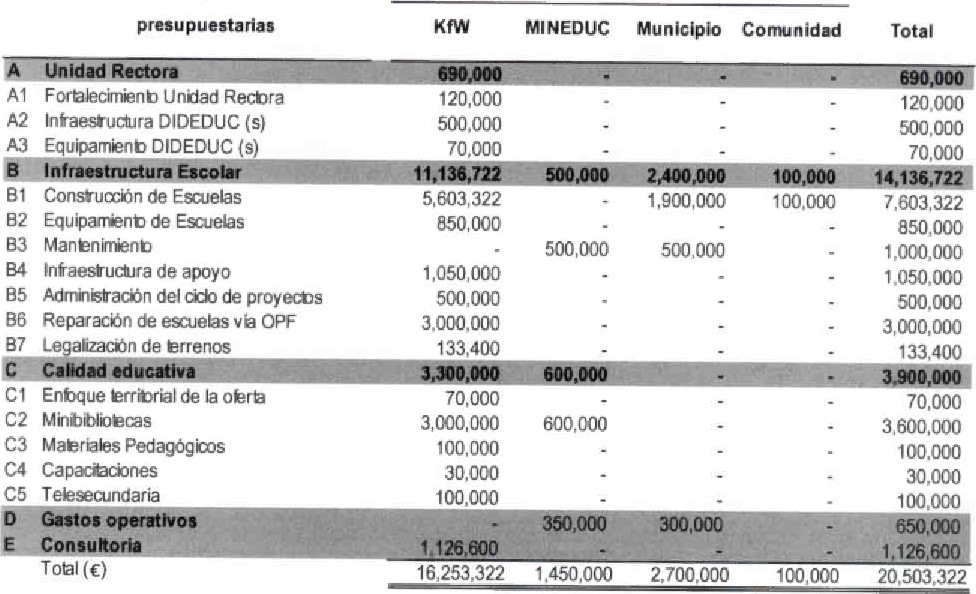 presupuestarias KfW MINEDUC Municipio Comunidad Total
A Unidad Rectora 690,000 - - - 690,000
A1 Fortalecimiento Unidad Rectora 120,000 - - - 120,000
A2 Infraestructura DIDEDUC (s) 500,000 - - - 500,000
A3 Equipamiento DIDEDUC (s) 70,000 - - - 70,000
B Infraestructura Escolar 11,136,722 500,000 2,400,000 100,000 14,136,722
B1 Construcción de Escuelas 5,603,322 - 1,900,000 100,000 7,603,322
B2 Equipamiento de Escuelas 850,000 - - - 850,000
B3 Mantenimiento - 500,000 500,000 - 1,000,000
B4 Infraestructura de apoyo 1,050,000 - - - 1,050,000
B5 Administración del ciclo de proyectos 500,000 - - - 500,000
B6 Reparación de escuelas vía OPF 3,000,000 - - - 3,000,000
B7 Legalización de terrenos 133,400 - - - 133,400
C Calidad educativa 3,300,000 600,000 - - 3,900,000
C1 Enfoque territorial de la oferta 70,000 - - - 70,000
C2 Minibibliotecas 3,000,000 600,000 - - 3,600,000
C3 Materiales Pedagógicos 100,000 - - - 100,000
C4 Capacitaciones 30,000 - - - 30,000
C5 Telesecundaria 100,000 - - - 100,000
D Gastos operativos - 350,000 300,000 - 650,000
E Consultoria 1,126,600 - - - 1,126,600
Total (€) 16,253,322 1,450,000 2,700,000 100,000 20,503,322